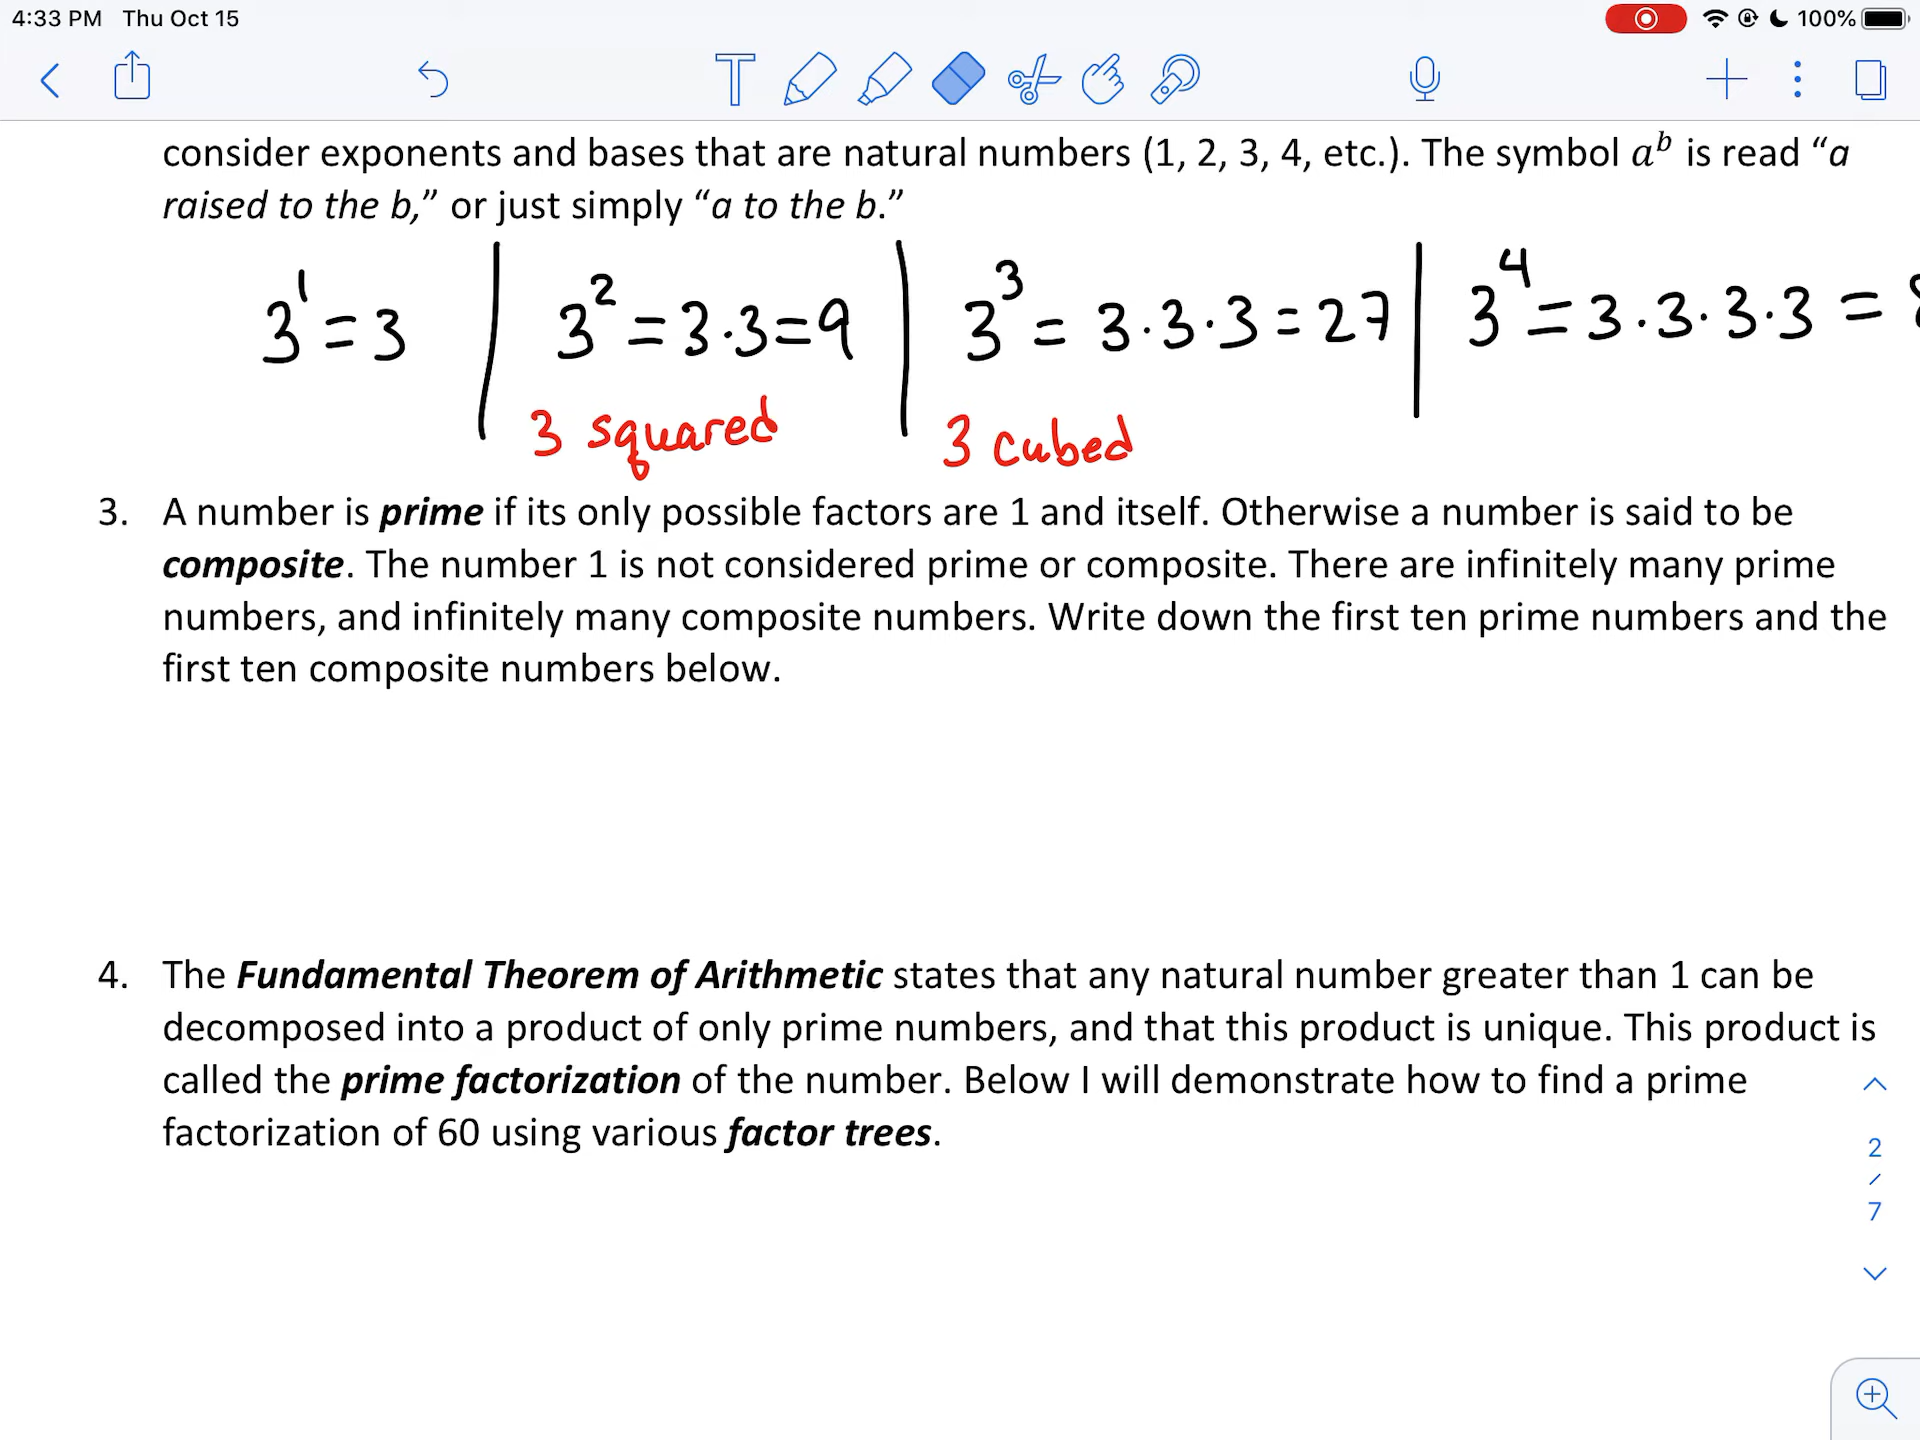 4:33 PM Thu Oct 15 100%
consider exponents and bases that are natural numbers (1, 2, 3, 4, etc.). The symbol aᵇ is read “a
raised to the b,” or just simply “a to the b.”
3¹ = 3 | 3² = 3·3 = 9 | 3³ = 3·3·3 = 27 | 3⁴ = 3·3·3·3 =
3 squared 3 cubed
3. A number is prime if its only possible factors are 1 and itself. Otherwise a number is said to be
composite. The number 1 is not considered prime or composite. There are infinitely many prime
numbers, and infinitely many composite numbers. Write down the first ten prime numbers and the
first ten composite numbers below.
4. The Fundamental Theorem of Arithmetic states that any natural number greater than 1 can be
decomposed into a product of only prime numbers, and that this product is unique. This product is
called the prime factorization of the number. Below I will demonstrate how to find a prime
factorization of 60 using various factor trees.
2
/
7